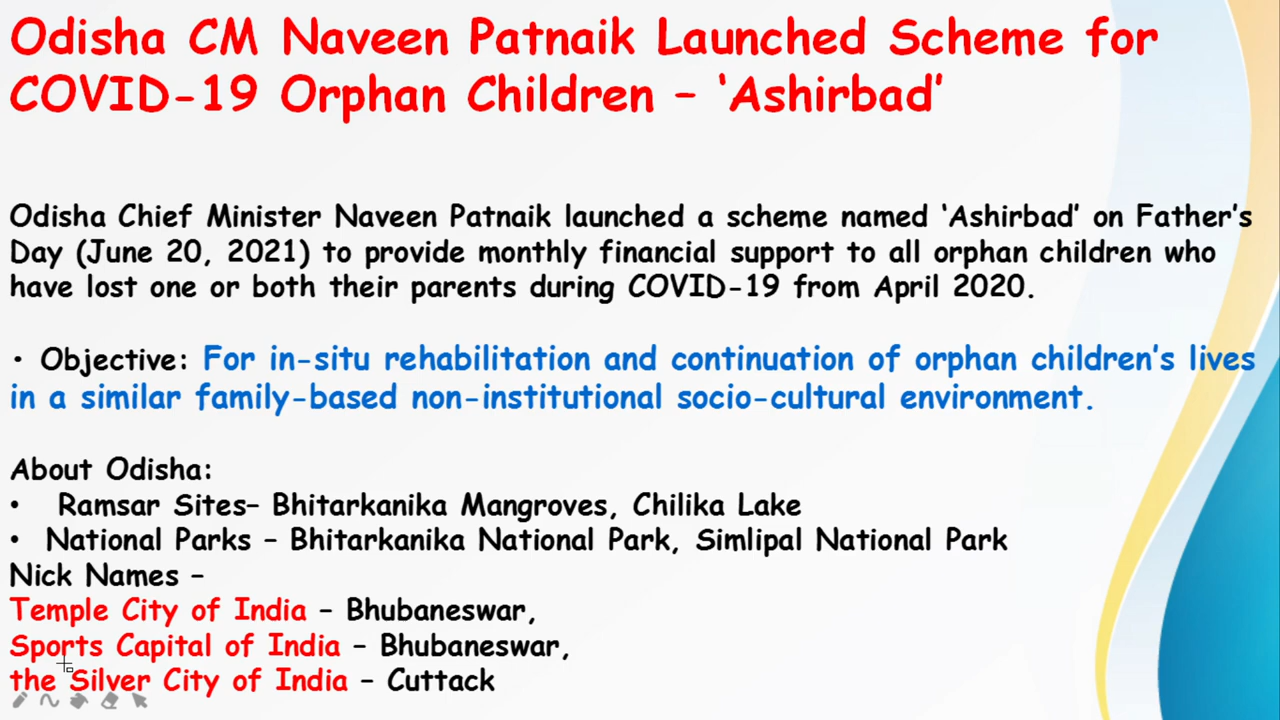 Odisha CM Naveen Patnaik Launched Scheme for
COVID-19 Orphan Children – ‘Ashirbad’
Odisha Chief Minister Naveen Patnaik launched a scheme named ‘Ashirbad’ on Father’s
Day (June 20, 2021) to provide monthly financial support to all orphan children who
have lost one or both their parents during COVID-19 from April 2020.
• Objective: For in-situ rehabilitation and continuation of orphan children’s lives
in a similar family-based non-institutional socio-cultural environment.
About Odisha:
• Ramsar Sites– Bhitarkanika Mangroves, Chilika Lake
• National Parks – Bhitarkanika National Park, Simlipal National Park
Nick Names –
Temple City of India – Bhubaneswar,
Sports Capital of India – Bhubaneswar,
the Silver City of India – Cuttack